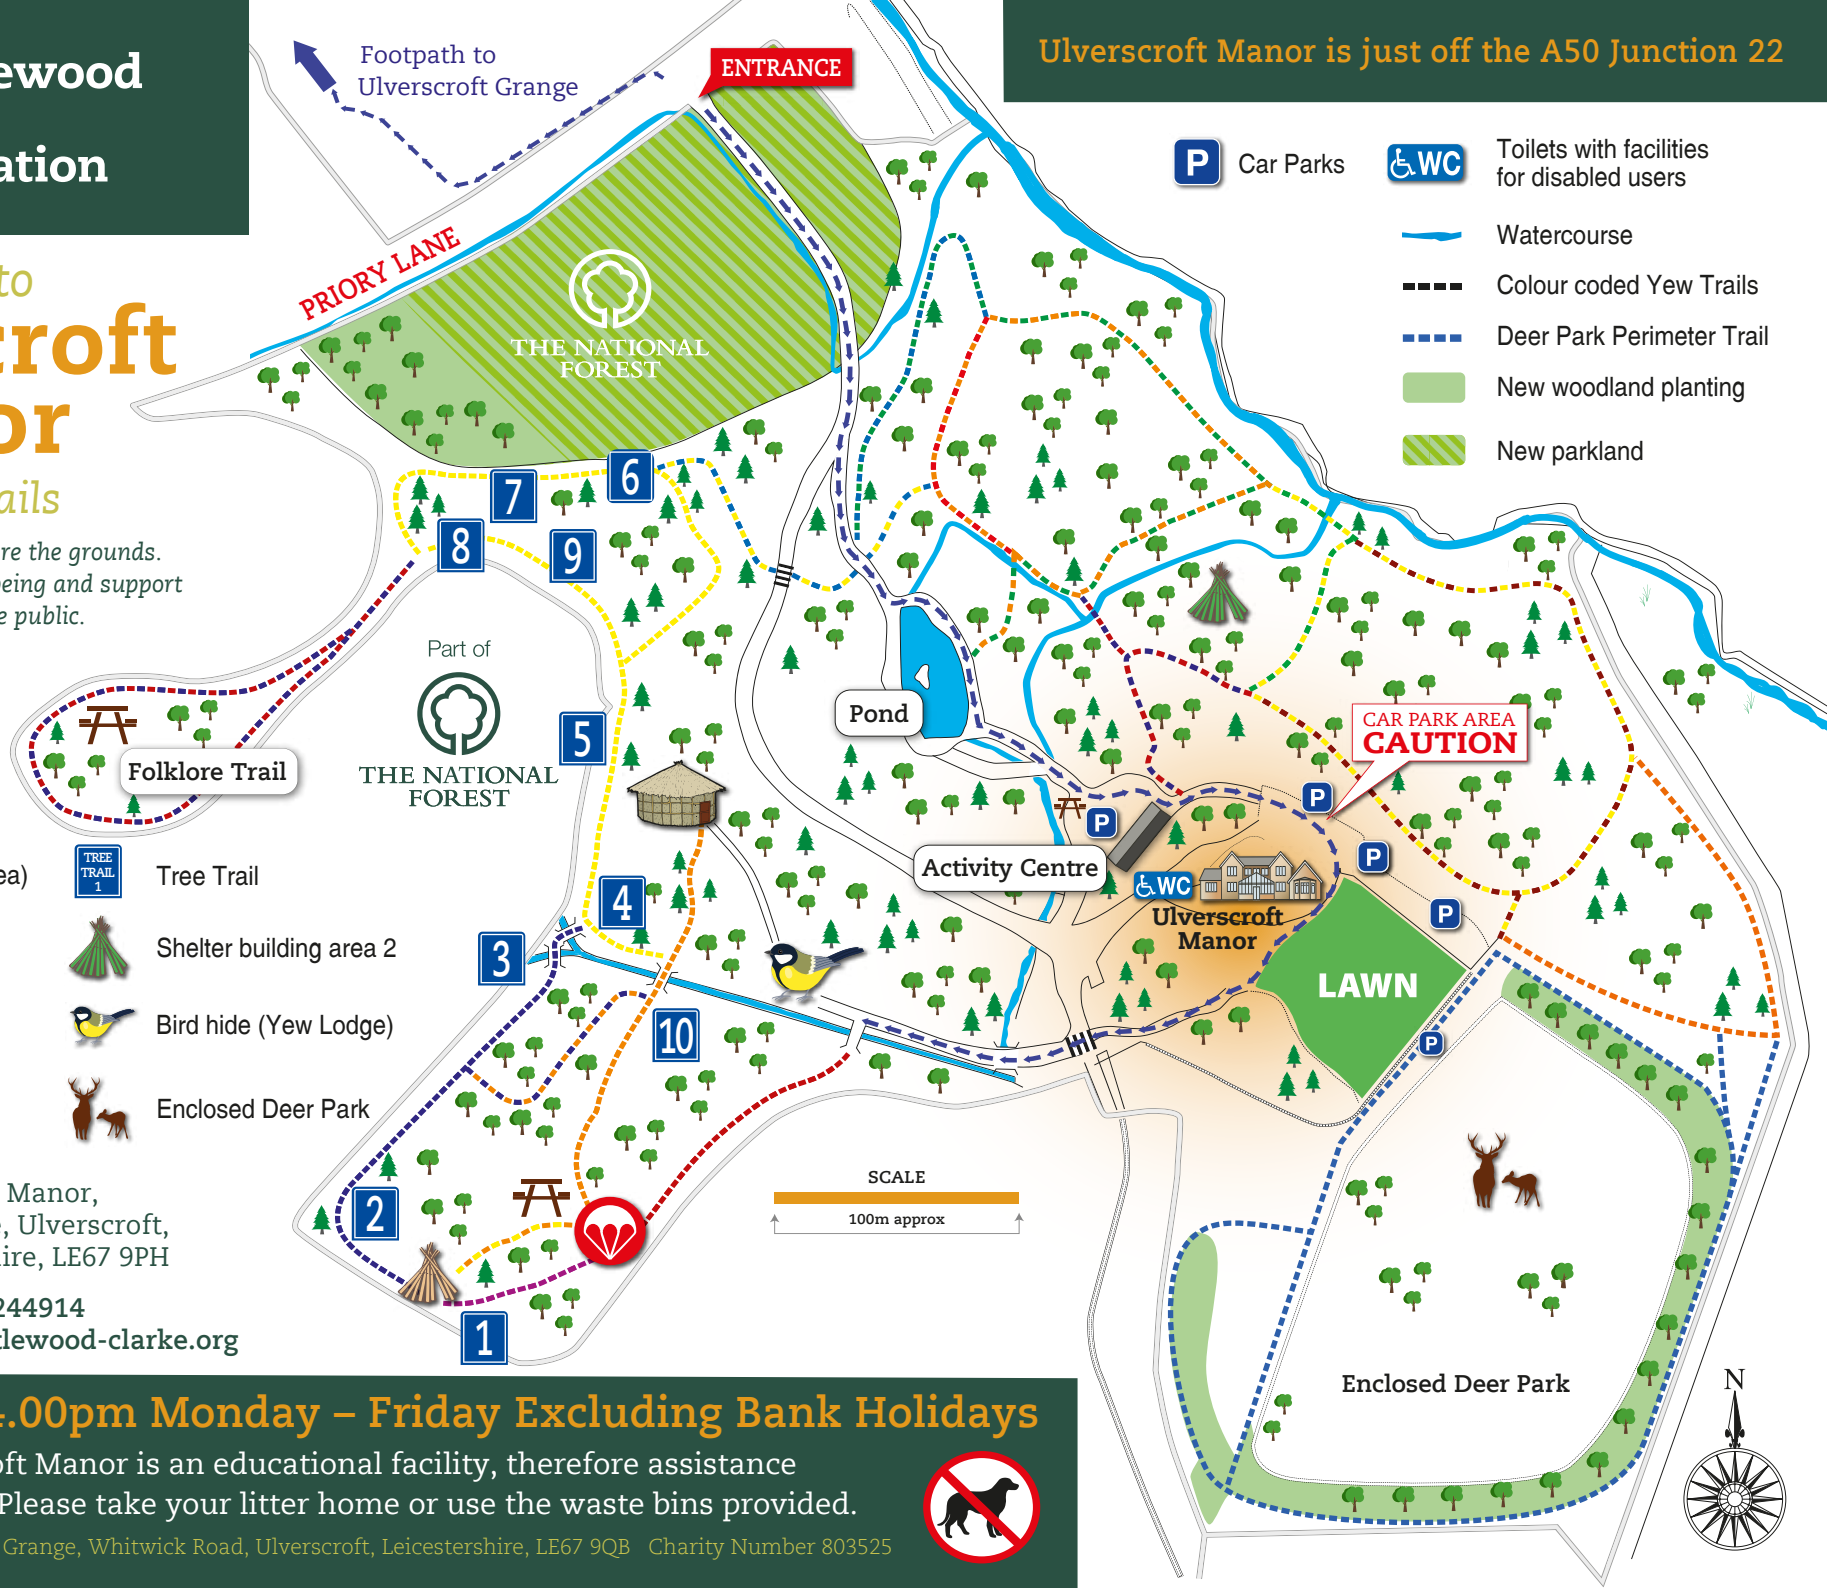 ewood
ation
to
croft
or
ails
re the grounds.
eing and support
e public.
Footpath to
Ulverscroft Grange
ENTRANCE
Ulverscroft Manor is just off the A50 Junction 22
P Car Parks
WC Toilets with facilities
for disabled users
Watercourse
Colour coded Yew Trails
Deer Park Perimeter Trail
New woodland planting
New parkland
PRIORY LANE
THE NATIONAL
FOREST
6
7
8
9
Part of
THE NATIONAL
FOREST
5
Folklore Trail
Pond
CAR PARK AREA
CAUTION
P
P
P
P
P
Activity Centre
WC
Ulverscroft
Manor
LAWN
4
3
10
2
1
ea)
TREE
TRAIL
1
Tree Trail
Shelter building area 2
Bird hide (Yew Lodge)
Enclosed Deer Park
SCALE
100m approx
Enclosed Deer Park
N
Manor,
e, Ulverscroft,
ire, LE67 9PH
244914
tlewood-clarke.org
4.00pm Monday – Friday Excluding Bank Holidays
oft Manor is an educational facility, therefore assistance
Please take your litter home or use the waste bins provided.
Grange, Whitwick Road, Ulverscroft, Leicestershire, LE67 9QB Charity Number 803525